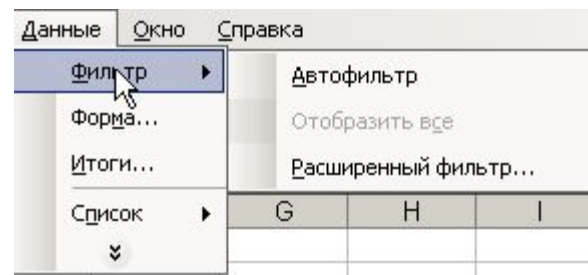 Данные Окно Справка
Фильтр
Автофильтр
Форма...
Отобразить все
Итоги...
Расширенный фильтр...
Список
G H I